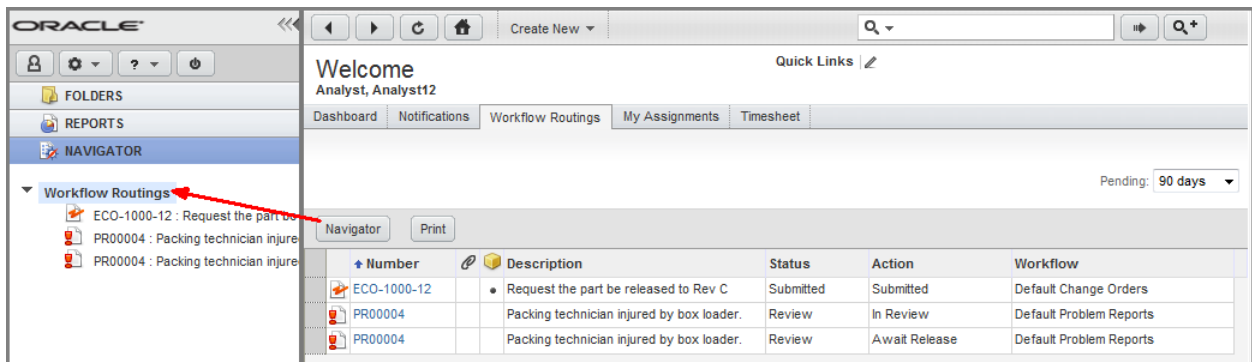 ORACLE
FOLDERS
REPORTS
NAVIGATOR
Workflow Routings
ECO-1000-12 : Request the part be
PR00004 : Packing technician injure
PR00004 : Packing technician injure
Create New
Welcome
Analyst, Analyst12
Quick Links
Dashboard Notifications Workflow Routings My Assignments Timesheet
Pending: 90 days
Navigator Print
Number Description Status Action Workflow
ECO-1000-12 Request the part be released to Rev C Submitted Submitted Default Change Orders
PR00004 Packing technician injured by box loader. Review In Review Default Problem Reports
PR00004 Packing technician injured by box loader. Review Await Release Default Problem Reports